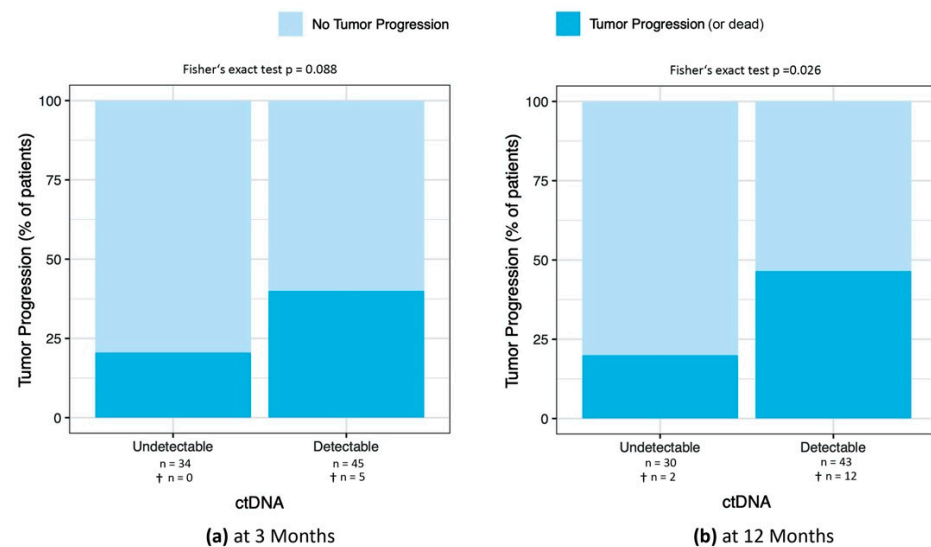 No Tumor Progression
Tumor Progression (or dead)
Fisher's exact test p = 0.088
Tumor Progression (% of patients)
100
75
50
25
0
Undetectable
n = 34
† n = 0
Detectable
n = 45
† n = 5
ctDNA
(a) at 3 Months
Fisher's exact test p =0.026
Tumor Progression (% of patients)
100
75
50
25
0
Undetectable
n = 30
† n = 2
Detectable
n = 43
† n = 12
ctDNA
(b) at 12 Months